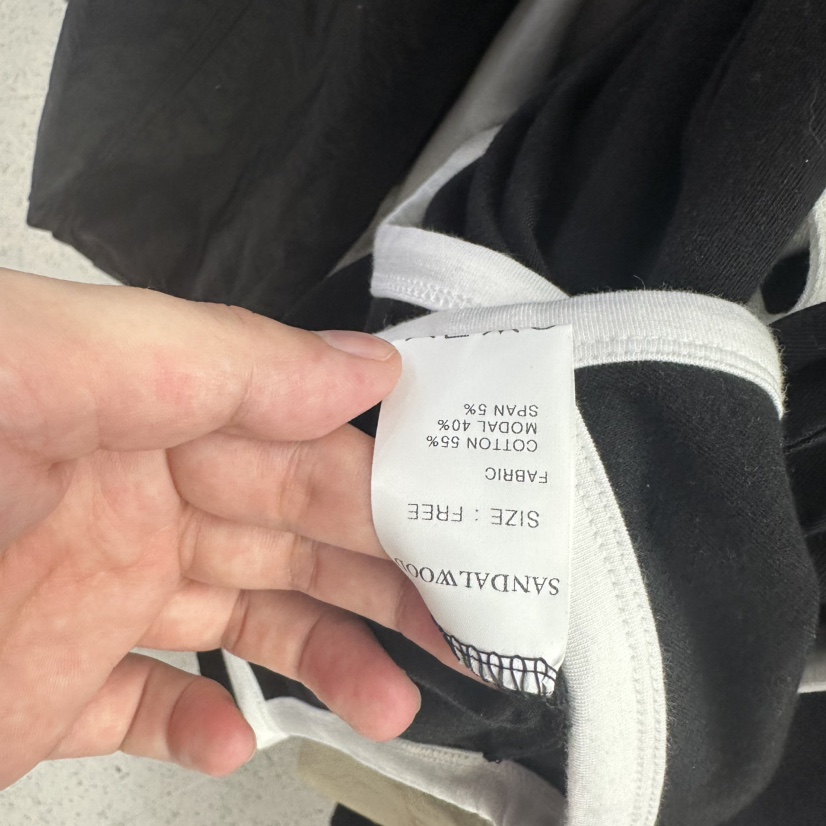 SANDALWOOD
SIZE : FREE
FABRIC
COTTON 55%
MODAL 40%
SPAN 5%